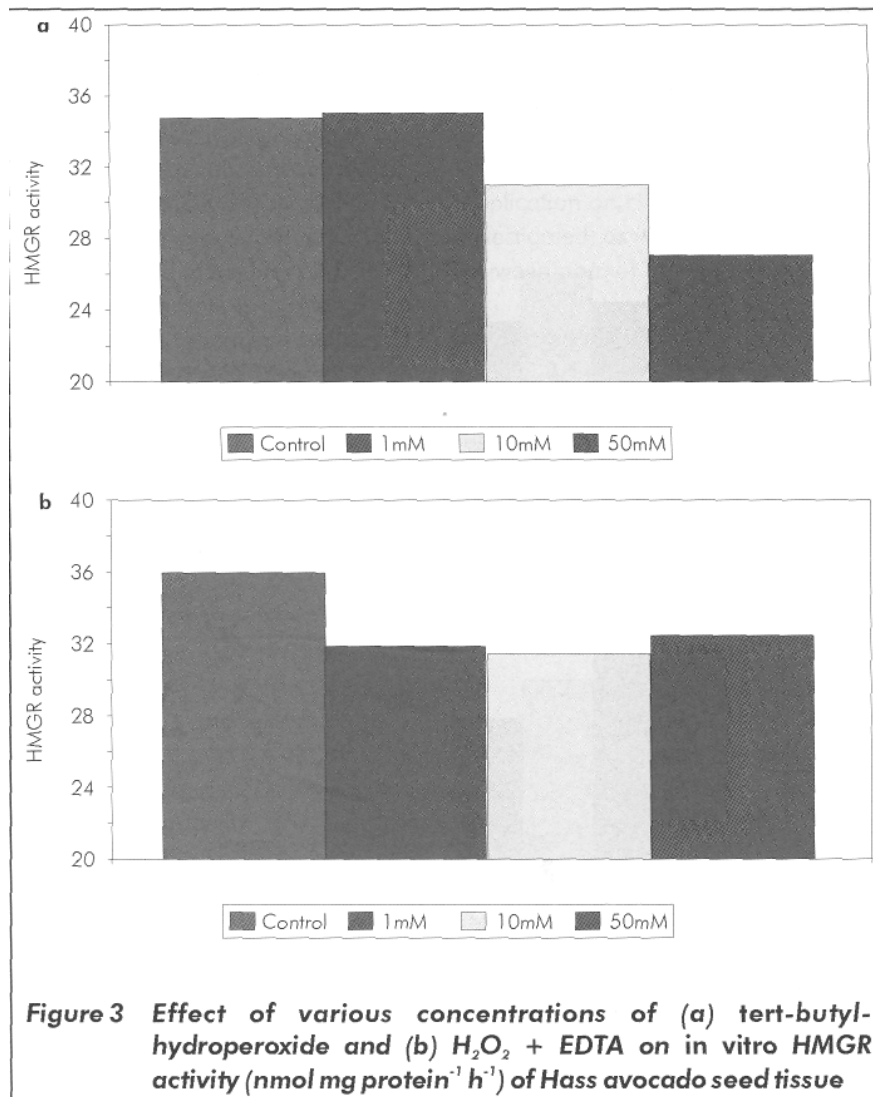 a
40
36
32
28
24
20
HMGR activity
Control 1mM 10mM 50mM
b
40
36
32
28
24
20
HMGR activity
Control 1mM 10mM 50mM
Figure 3 Effect of various concentrations of (a) tert-butyl-
hydroperoxide and (b) H₂O₂ + EDTA on in vitro HMGR
activity (nmol mg protein⁻¹ h⁻¹) of Hass avocado seed tissue